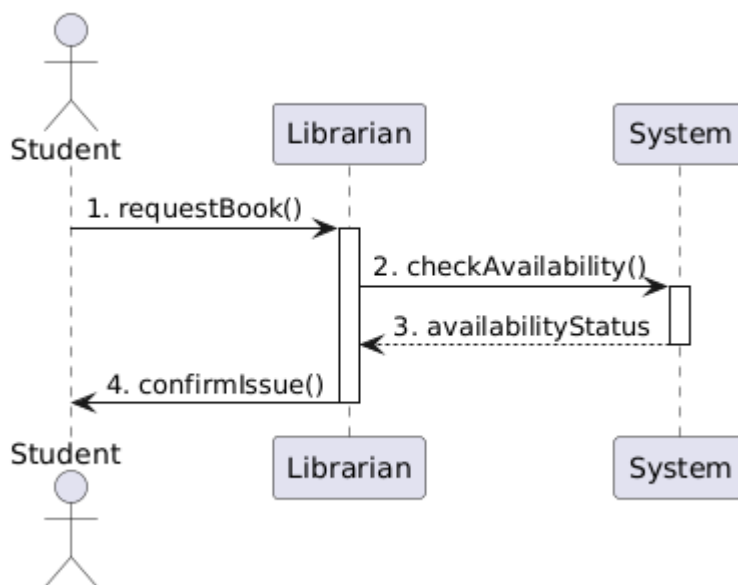 Student
Librarian
System
1. requestBook()
2. checkAvailability()
3. availabilityStatus
4. confirmIssue()
Student
Librarian
System